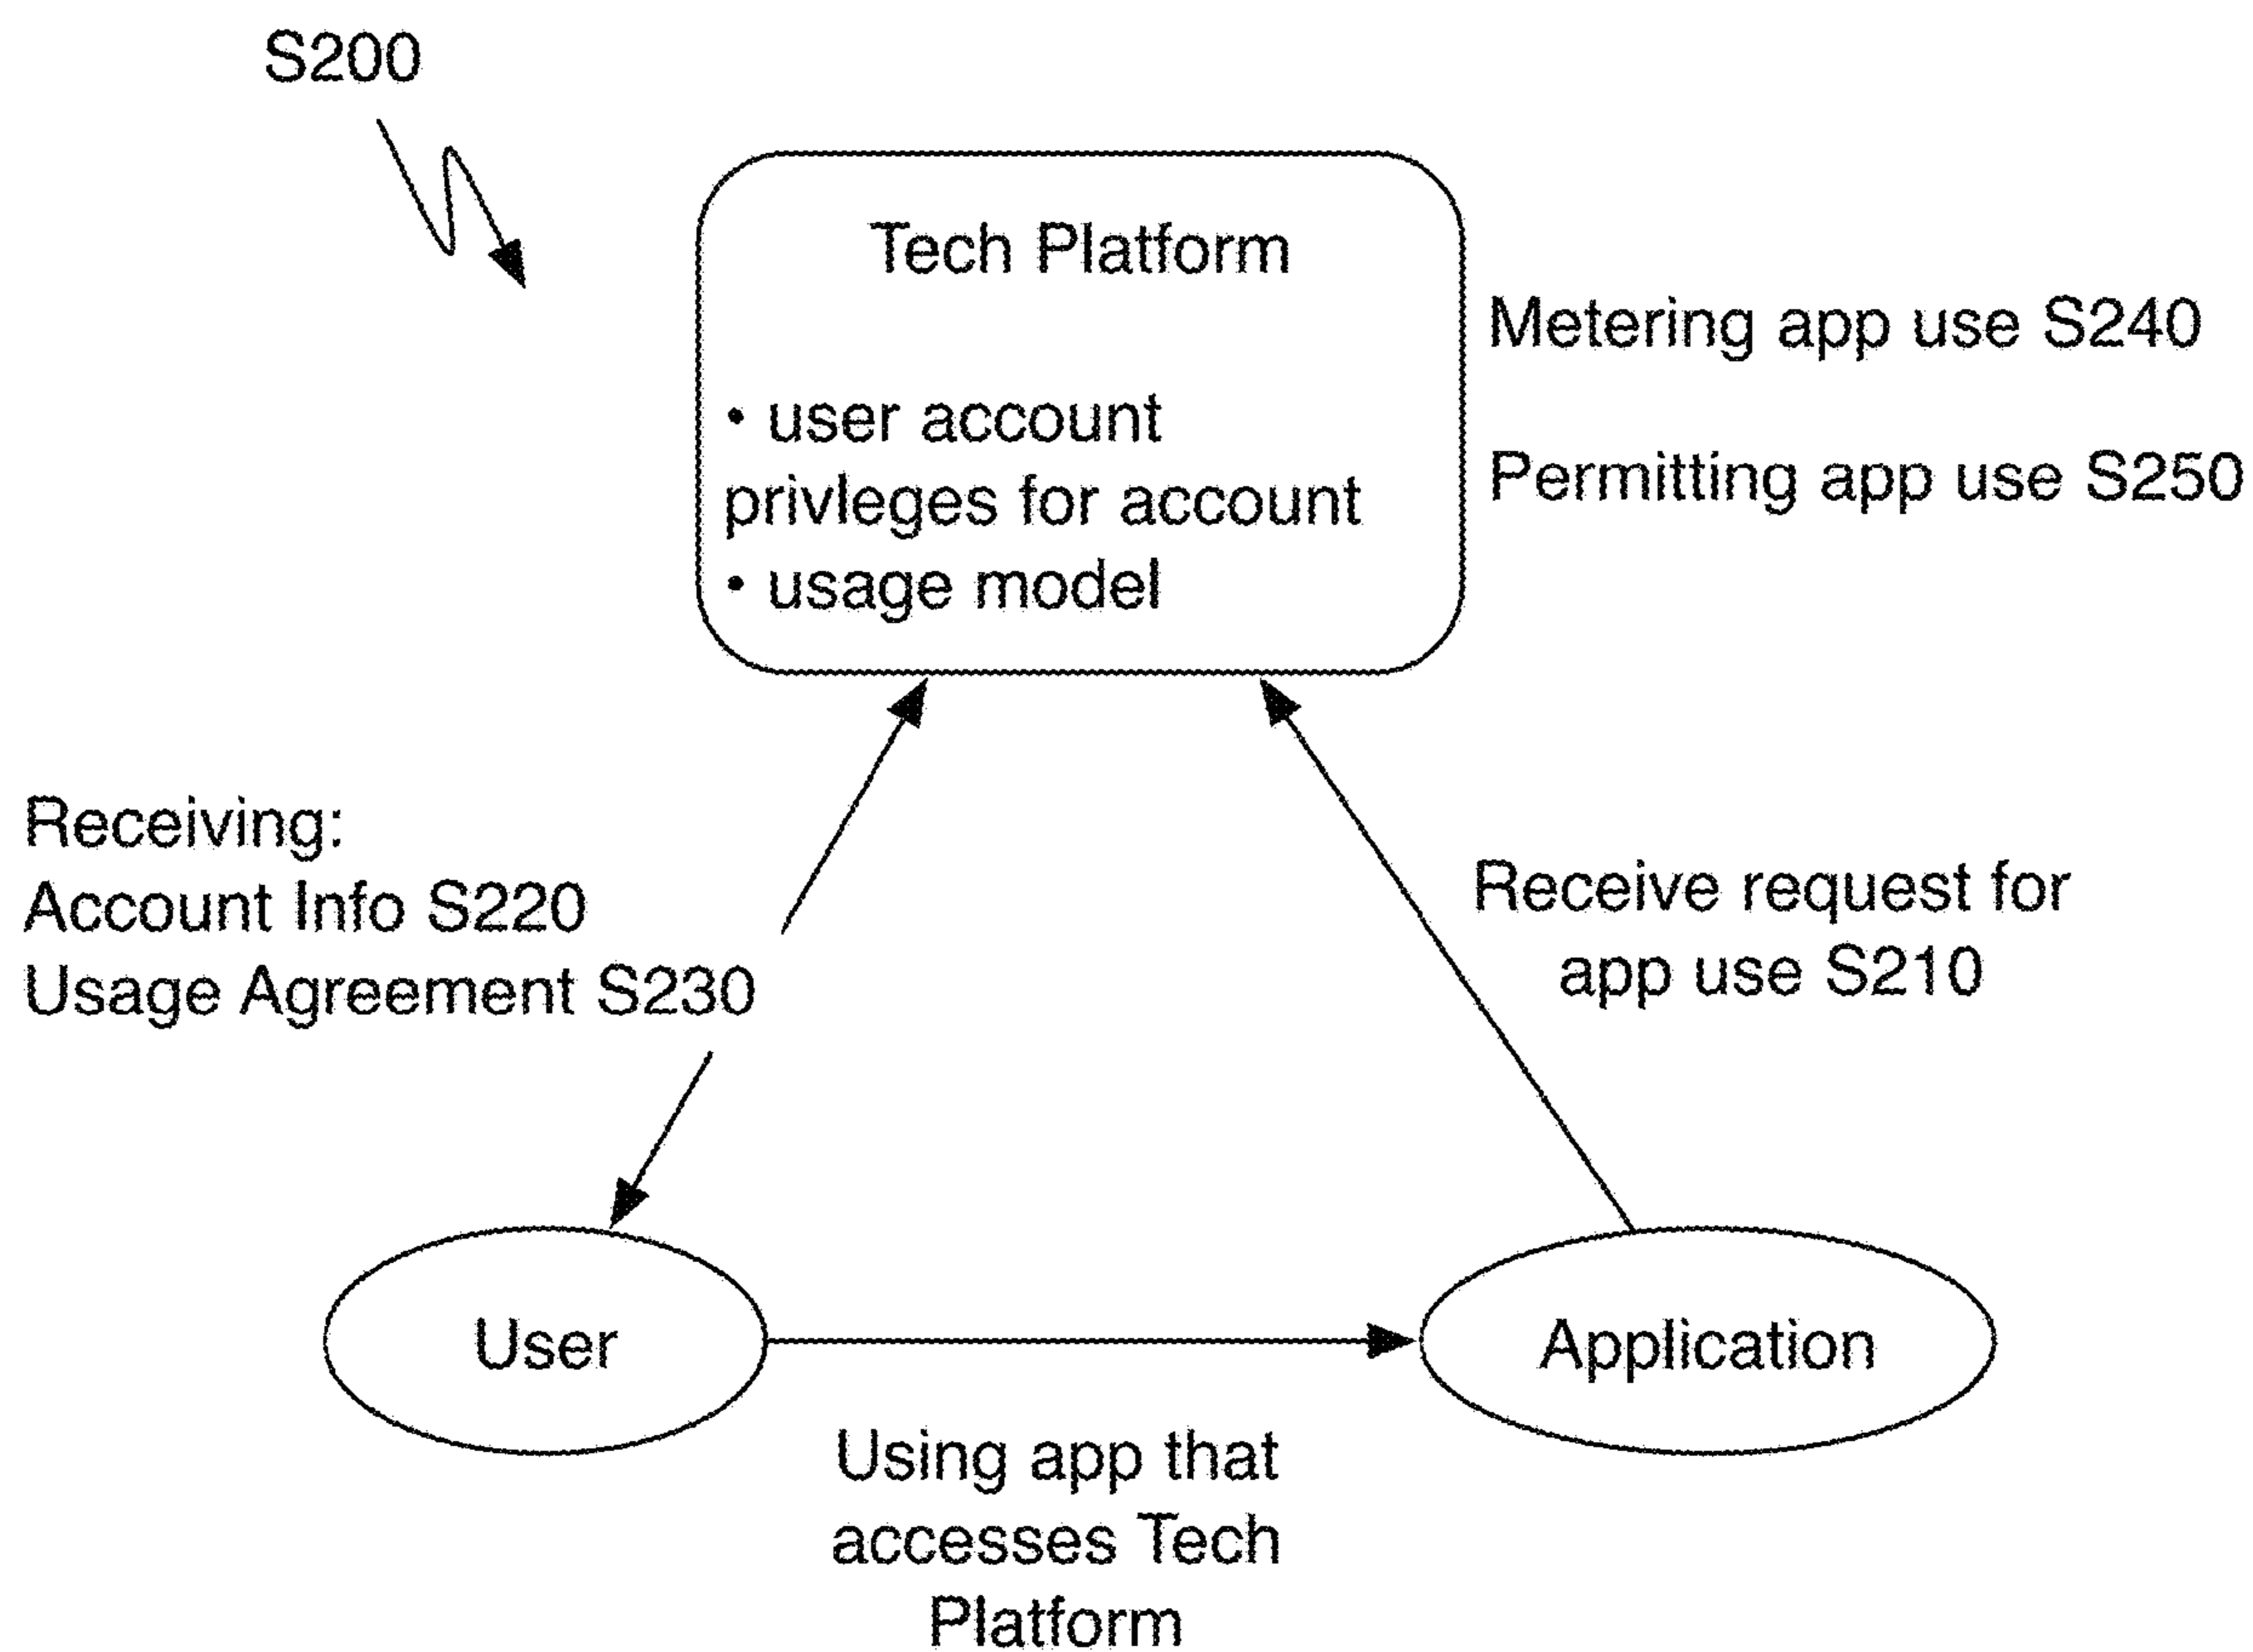 S200
Tech Platform
• user account
privleges for account
• usage model
Metering app use S240
Permitting app use S250
Receiving:
Account Info S220
Usage Agreement S230
Receive request for
app use S210
User
Application
Using app that
accesses Tech
Platform